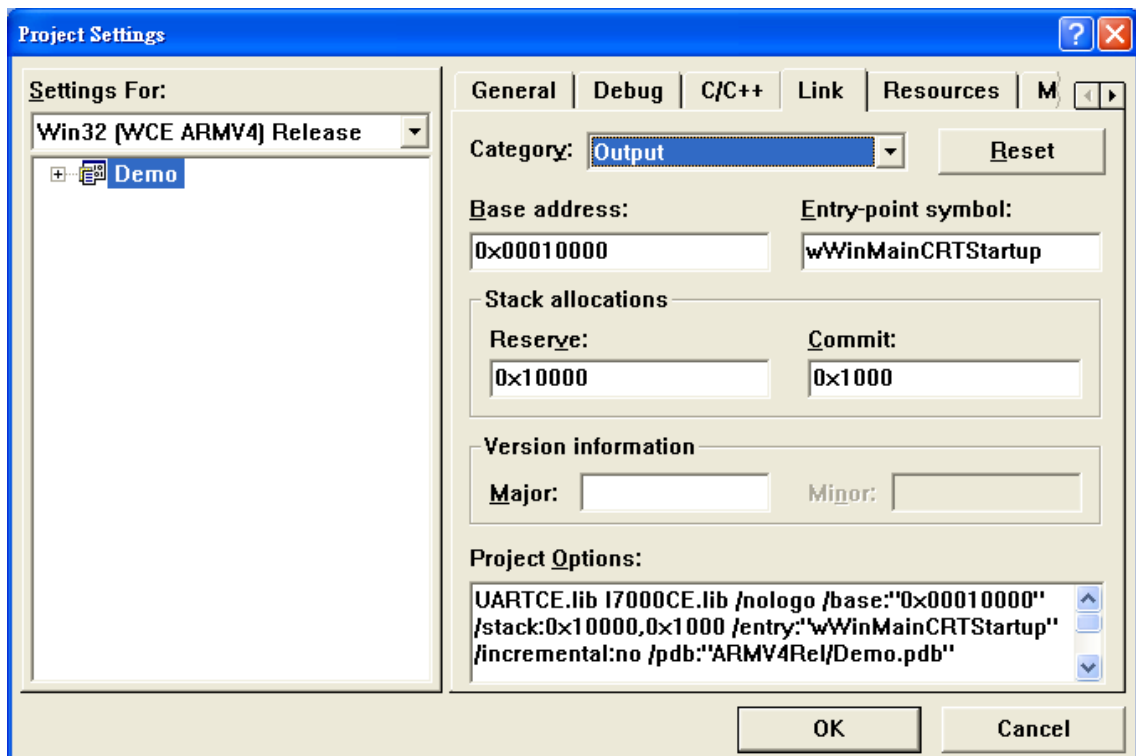 Project Settings
Settings For:
Win32 (WCE ARMV4) Release
Demo
General Debug C/C++ Link Resources M
Category: Output Reset
Base address: Entry-point symbol:
0x00010000 wWinMainCRTStartup
Stack allocations
Reserve: Commit:
0x10000 0x1000
Version information
Major: Minor:
Project Options:
UARTCE.lib I7000CE.lib /nologo /base:"0x00010000"
/stack:0x10000,0x1000 /entry:"wWinMainCRTStartup"
/incremental:no /pdb:"ARMV4Rel/Demo.pdb"
OK Cancel